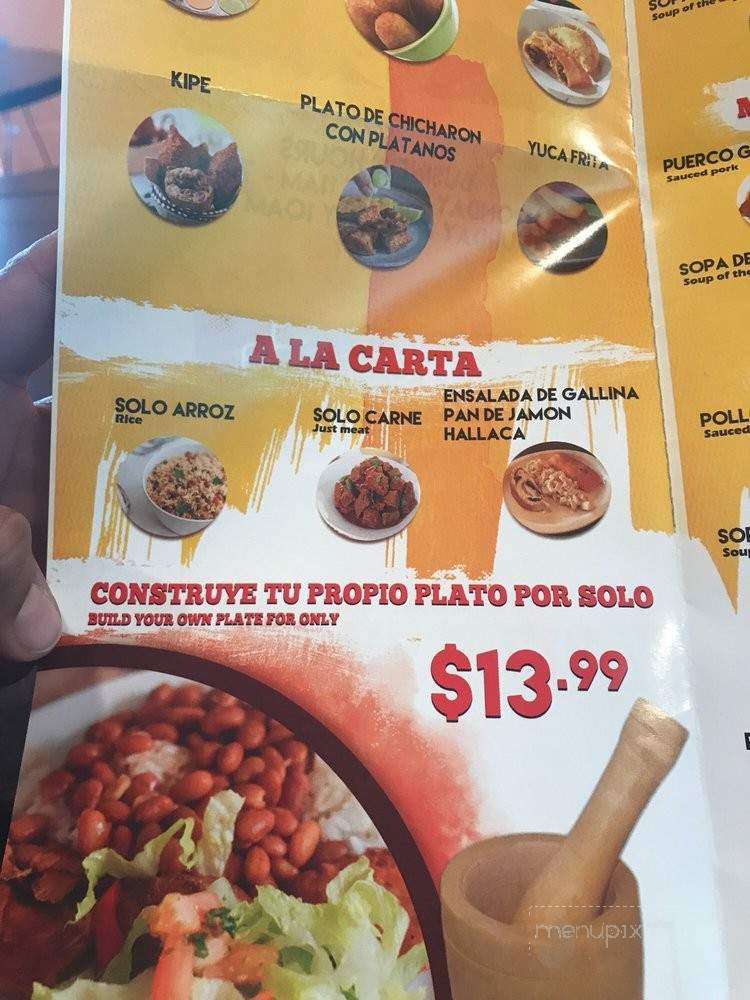 KIPE
PLATO DE CHICHARON
CON PLATANOS
YUCA FRITA
A LA CARTA
SOLO ARROZ
Rice
SOLO CARNE
Just meat
ENSALADA DE GALLINA
PAN DE JAMON
HALLACA
CONSTRUYE TU PROPIO PLATO POR SOLO
BUILD YOUR OWN PLATE FOR ONLY
$13.99
Soup of the
PUERCO G
Sauced pork
SOPA DE
Soup of the
POLL
Sauced
menupix